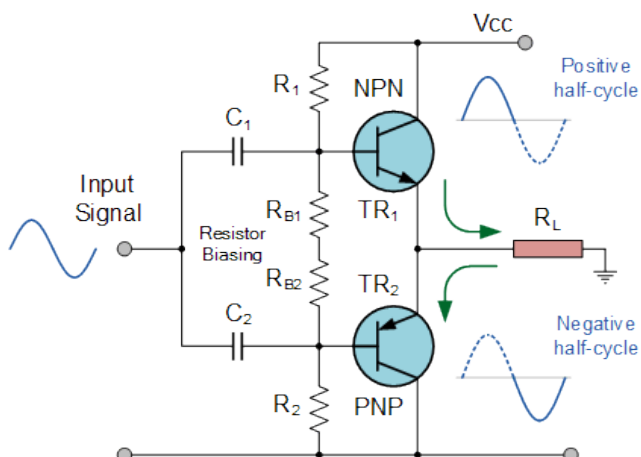 Vcc
R1
NPN
Positive
half-cycle
C1
Input
Signal
RB1
TR1
RL
Resistor
Biasing
RB2
TR2
C2
Negative
half-cycle
R2
PNP